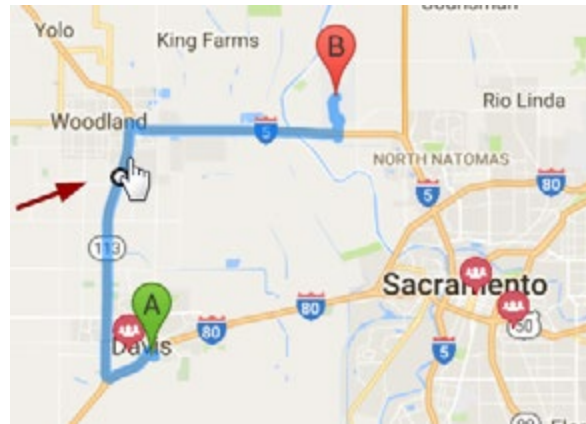 Yolo
King Farms
B
Rio Linda
Woodland
5
NORTH NATOMAS
80
5
113
Sacramento
A
80
80
50
Davis
5